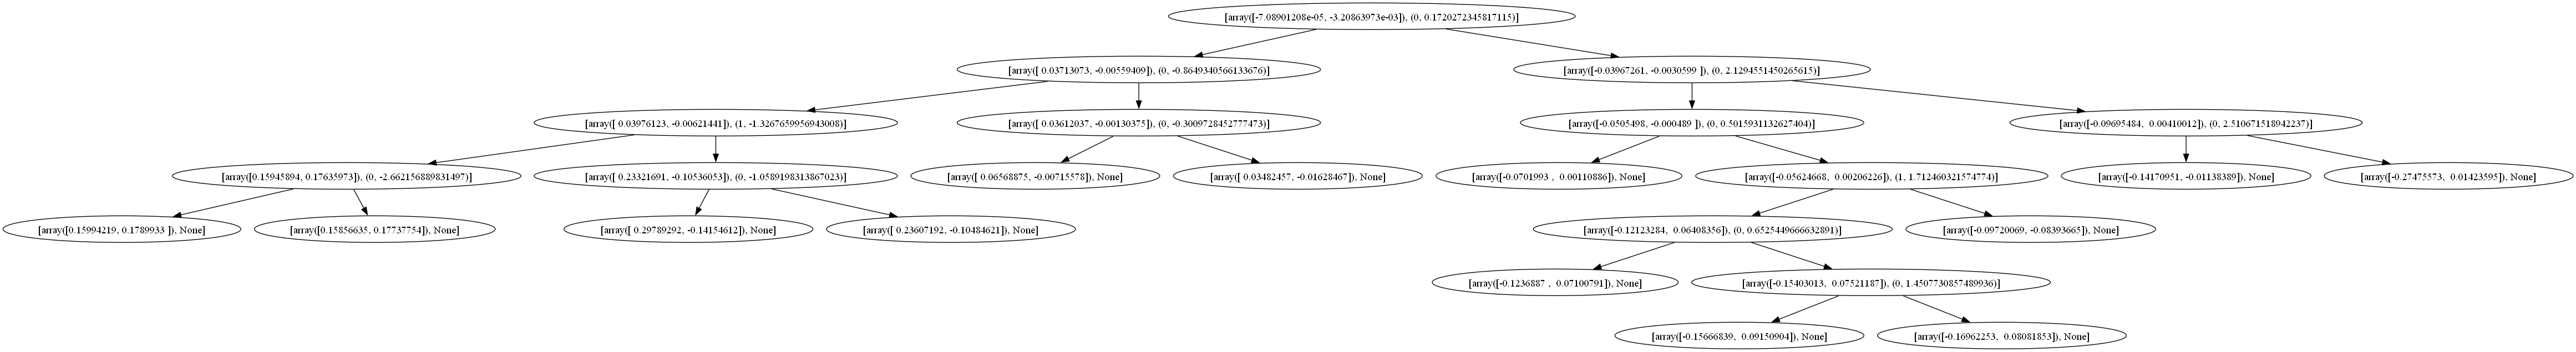 [array([-7.08901208e-05, -3.20863973e-03]), (0, 0.1720272345817115)]
[array([ 0.03713073, -0.00559409]), (0, -0.8649340566133676)]
[array([-0.03967261, -0.0030599 ]), (0, 2.1294551450265615)]
[array([ 0.03976123, -0.00621441]), (1, -1.3267659956943008)]
[array([ 0.03612037, -0.00130375]), (0, -0.3009728452777473)]
[array([-0.0505498, -0.000489 ]), (0, 0.5015931132627404)]
[array([-0.09695484,  0.00410012]), (0, 2.510671518942237)]
[array([0.15945894, 0.17635973]), (0, -2.662156889831497)]
[array([ 0.23321691, -0.10536053]), (0, -1.0589198313867023)]
[array([ 0.06568875, -0.00715578]), None]
[array([ 0.03482457, -0.01628467]), None]
[array([-0.0701993 ,  0.00110886]), None]
[array([-0.05624668,  0.00206226]), (1, 1.712460321574774)]
[array([-0.14170951, -0.01138389]), None]
[array([-0.27475573,  0.01423595]), None]
[array([0.15994219, 0.1789933 ]), None]
[array([0.15856635, 0.17737754]), None]
[array([ 0.29789292, -0.14154612]), None]
[array([ 0.23607192, -0.10484621]), None]
[array([-0.12123284,  0.06408356]), (0, 0.6525449666632891)]
[array([-0.09720069, -0.08393665]), None]
[array([-0.1236887 ,  0.07100791]), None]
[array([-0.15403013,  0.07521187]), (0, 1.4507730857489936)]
[array([-0.15666839,  0.09150904]), None]
[array([-0.16962253,  0.08081853]), None]